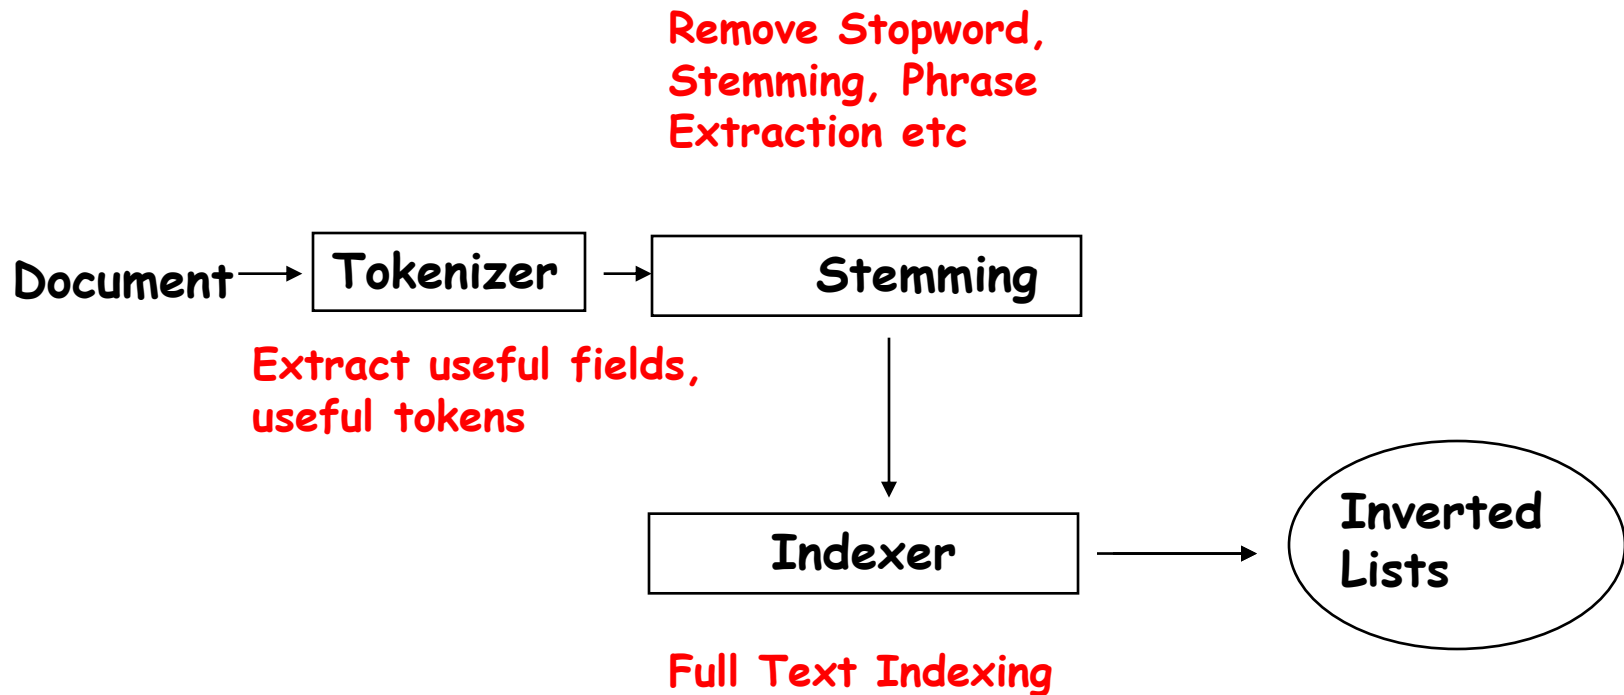 Remove Stopword,
Stemming, Phrase
Extraction etc
Document
Tokenizer
Stemming
Extract useful fields,
useful tokens
Indexer
Inverted
Lists
Full Text Indexing